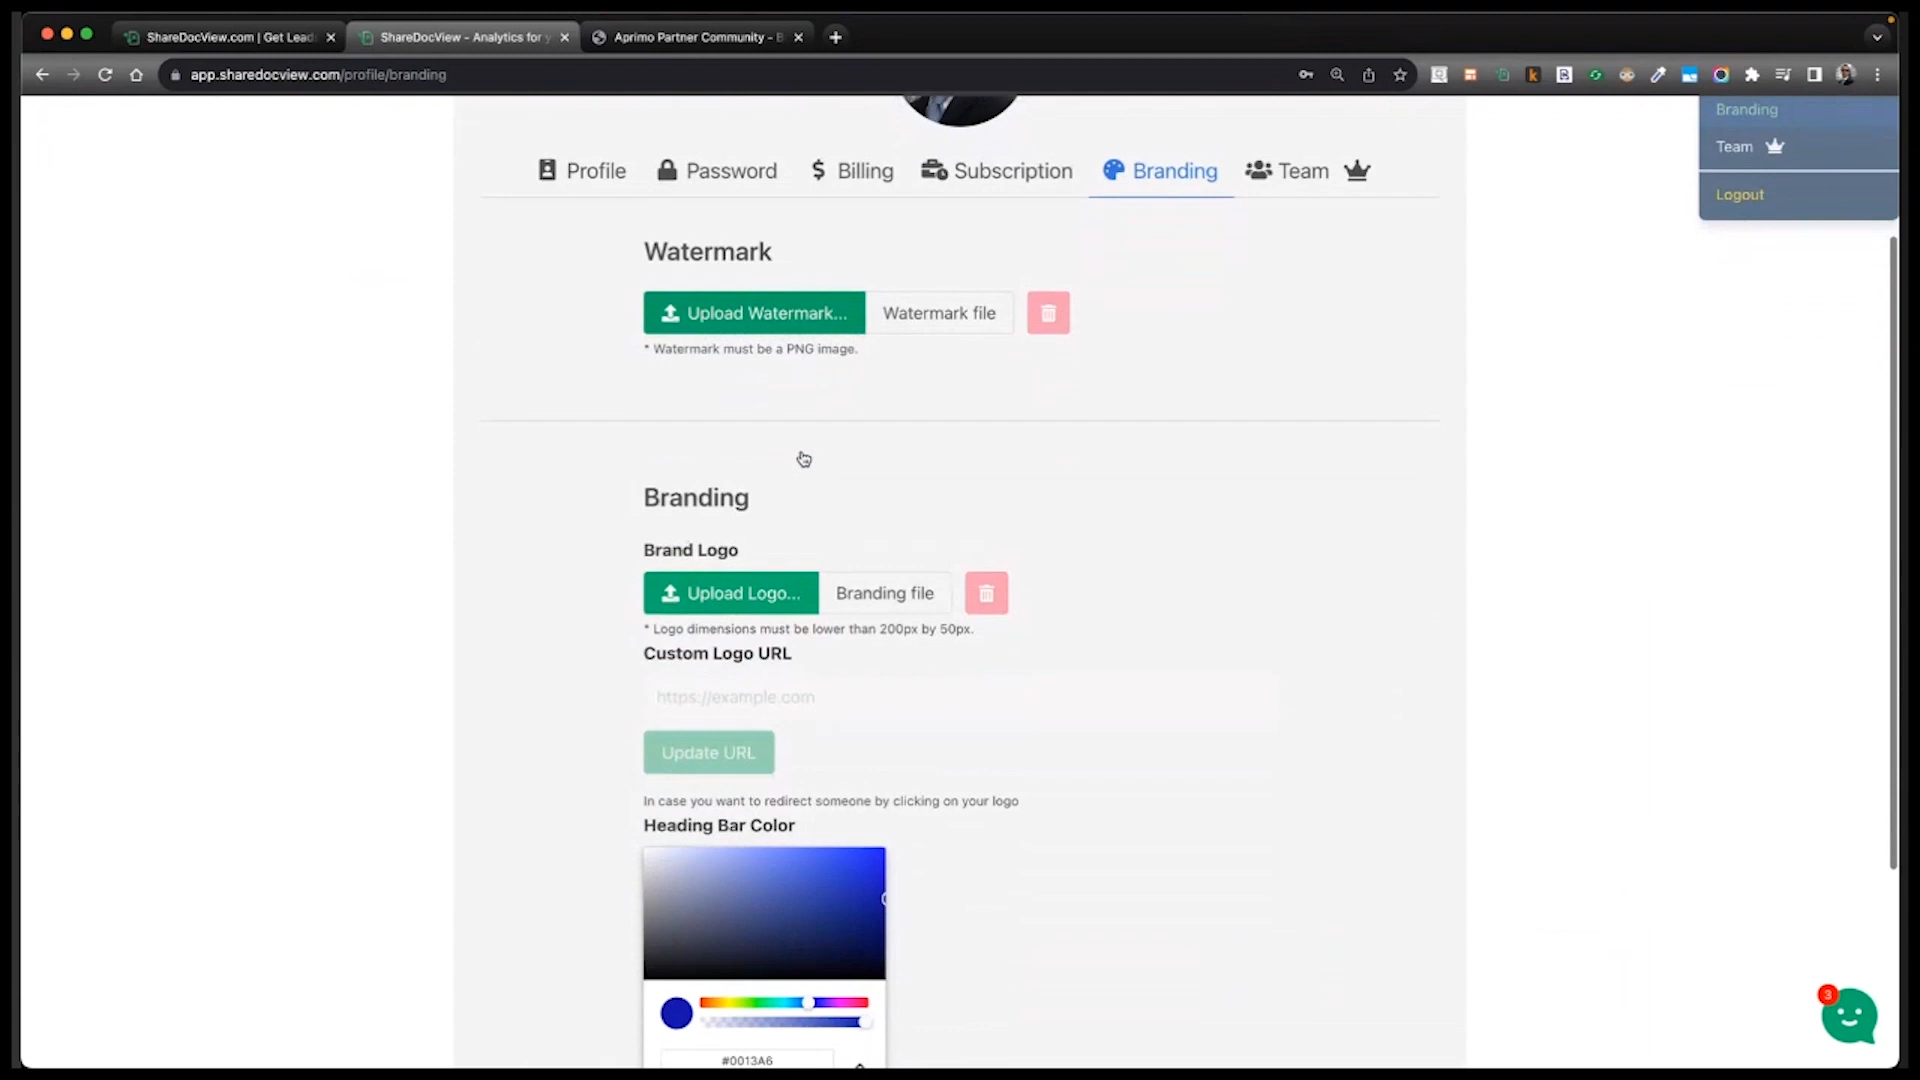 ShareDocView.com | Get Lead
ShareDocView - Analytics for y
Aprimo Partner Community - B
app.sharedocview.com/profile/branding
Branding
Team
Logout
Profile
Password
Billing
Subscription
Branding
Team
Watermark
Upload Watermark...
Watermark file
* Watermark must be a PNG image.
Branding
Brand Logo
Upload Logo...
Branding file
* Logo dimensions must be lower than 200px by 50px.
Custom Logo URL
https://example.com
Update URL
In case you want to redirect someone by clicking on your logo
Heading Bar Color
#0013A6
3